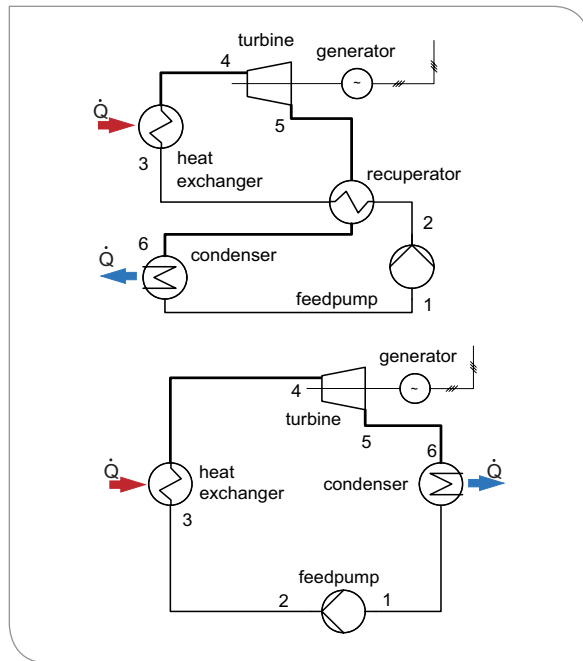 turbine
generator
4
~
Q̇
5
3
heat
exchanger
recuperator
2
6
condenser
Q̇
feedpump
1
generator
4
~
turbine
5
6
Q̇
heat
exchanger
condenser
Q̇
3
feedpump
2
1